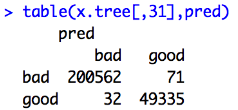 > table(x.tree[,31],pred)
pred
bad good
bad 200562 71
good 32 49335